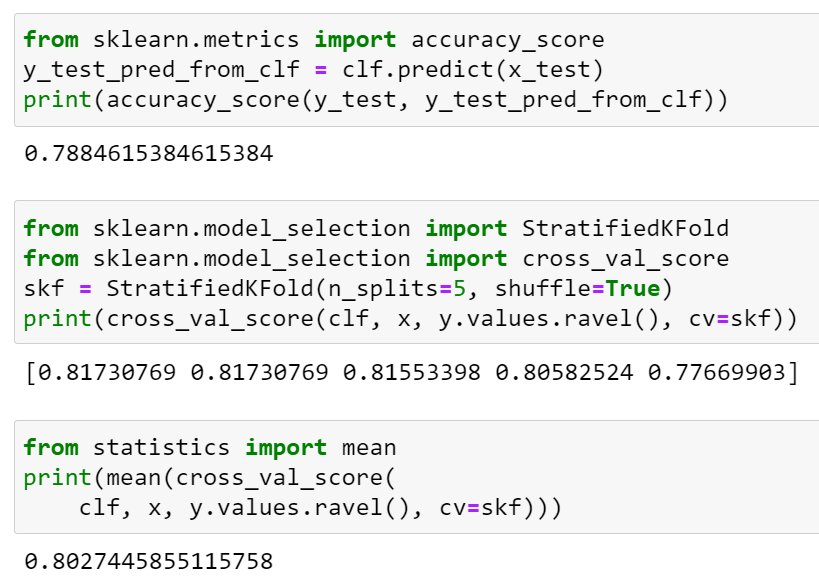 from sklearn.metrics import accuracy_score
y_test_pred_from_clf = clf.predict(x_test)
print(accuracy_score(y_test, y_test_pred_from_clf))
0.7884615384615384
from sklearn.model_selection import StratifiedKFold
from sklearn.model_selection import cross_val_score
skf = StratifiedKFold(n_splits=5, shuffle=True)
print(cross_val_score(clf, x, y.values.ravel(), cv=skf))
[0.81730769 0.81730769 0.81553398 0.80582524 0.77669903]
from statistics import mean
print(mean(cross_val_score(
    clf, x, y.values.ravel(), cv=skf)))
0.8027445855115758